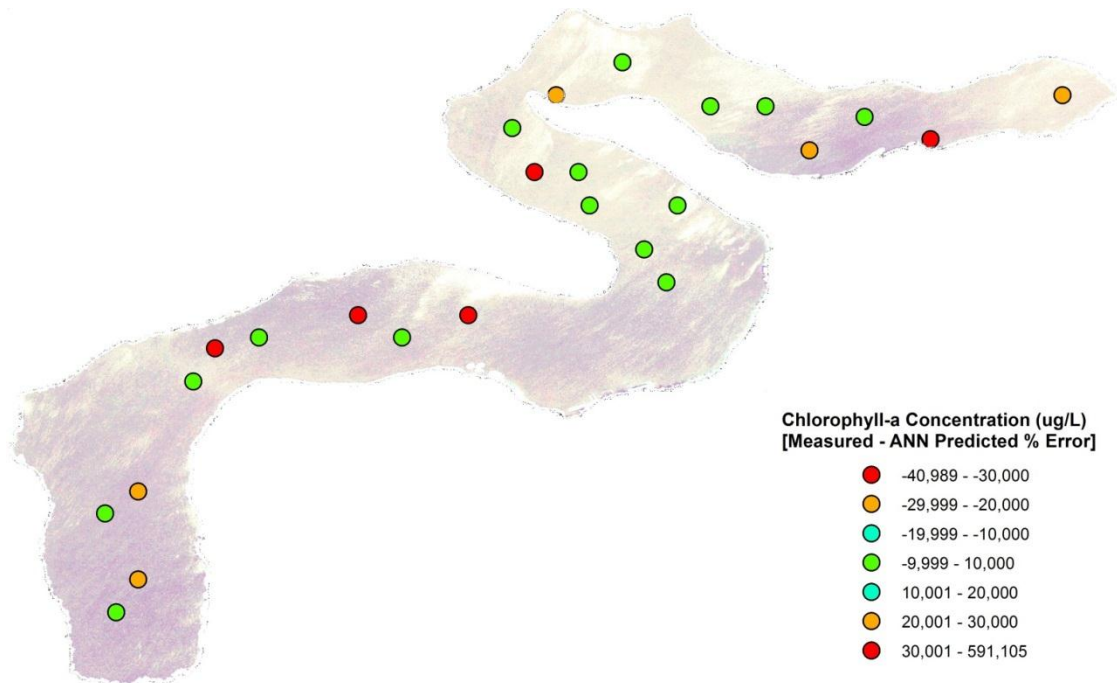 Chlorophyll-a Concentration (ug/L)
[Measured - ANN Predicted % Error]
-40,989 - -30,000
-29,999 - -20,000
-19,999 - -10,000
-9,999 - 10,000
10,001 - 20,000
20,001 - 30,000
30,001 - 591,105